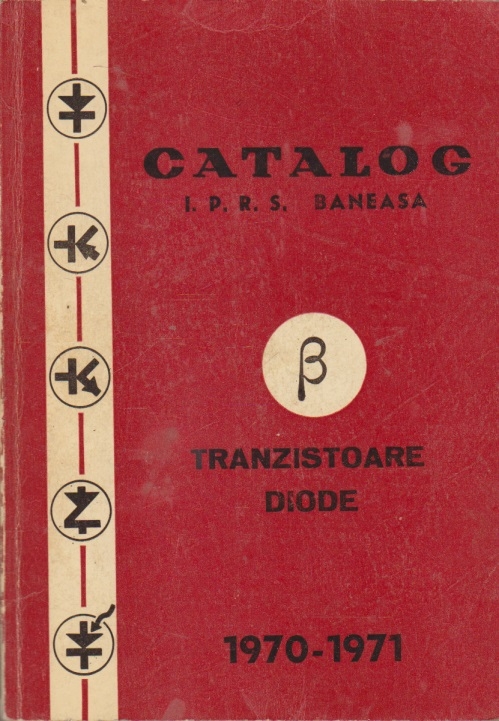 CATALOG
I. P. R. S. BANEASA
β
TRANZISTOARE
DIODE
1970-1971